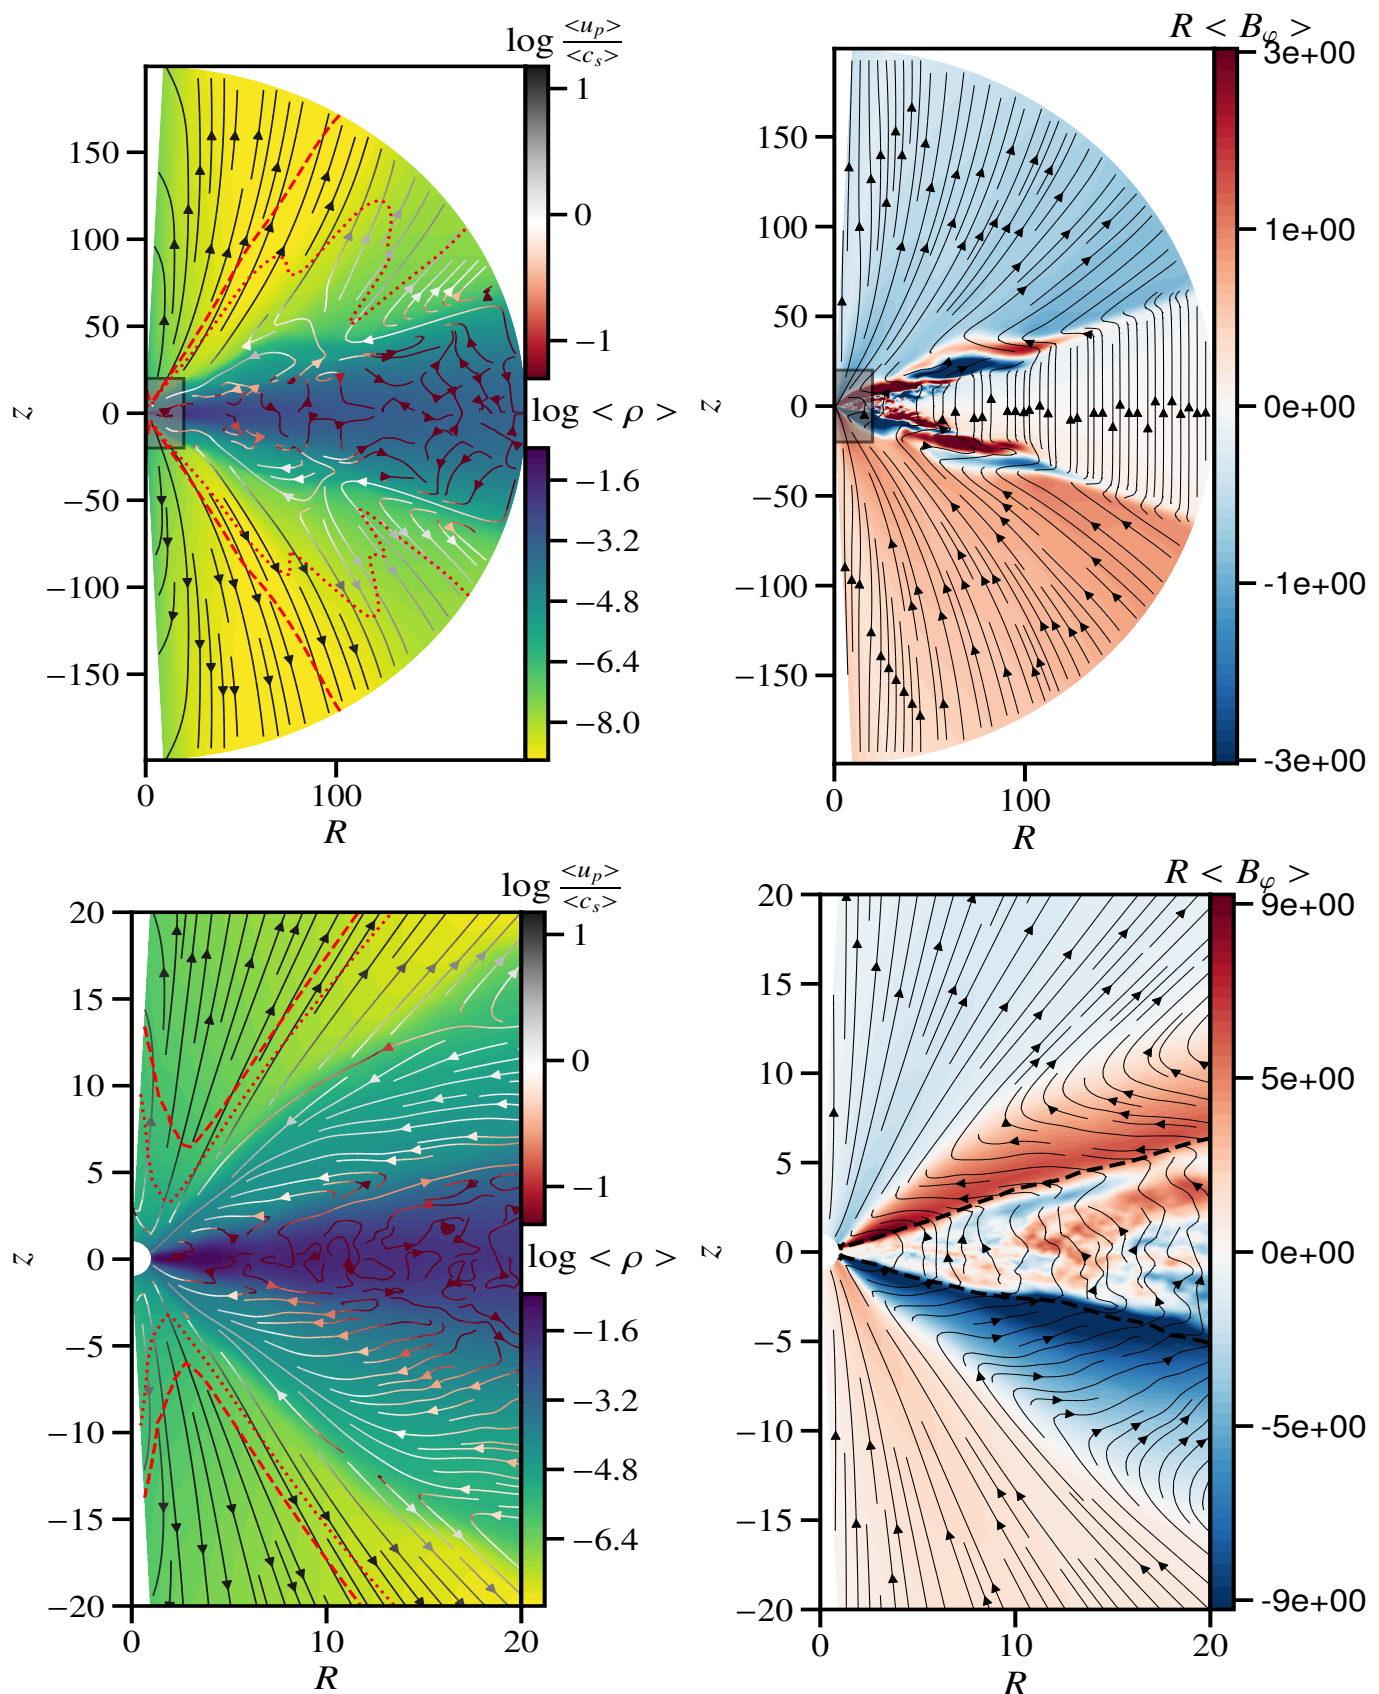 log <u_p>/<c_s>
1
0
−1
log < ρ >
−1.6
−3.2
−4.8
−6.4
−8.0
150
100
50
0
−50
−100
−150
z
0 100
R
R < B_φ >
3e+00
1e+00
0e+00
-1e+00
-3e+00
150
100
50
0
−50
−100
−150
z
0 100
R
log <u_p>/<c_s>
1
0
−1
log < ρ >
−1.6
−3.2
−4.8
−6.4
20
15
10
5
0
−5
−10
−15
−20
z
0 10 20
R
R < B_φ >
9e+00
5e+00
0e+00
-5e+00
-9e+00
20
15
10
5
0
−5
−10
−15
−20
z
0 10 20
R